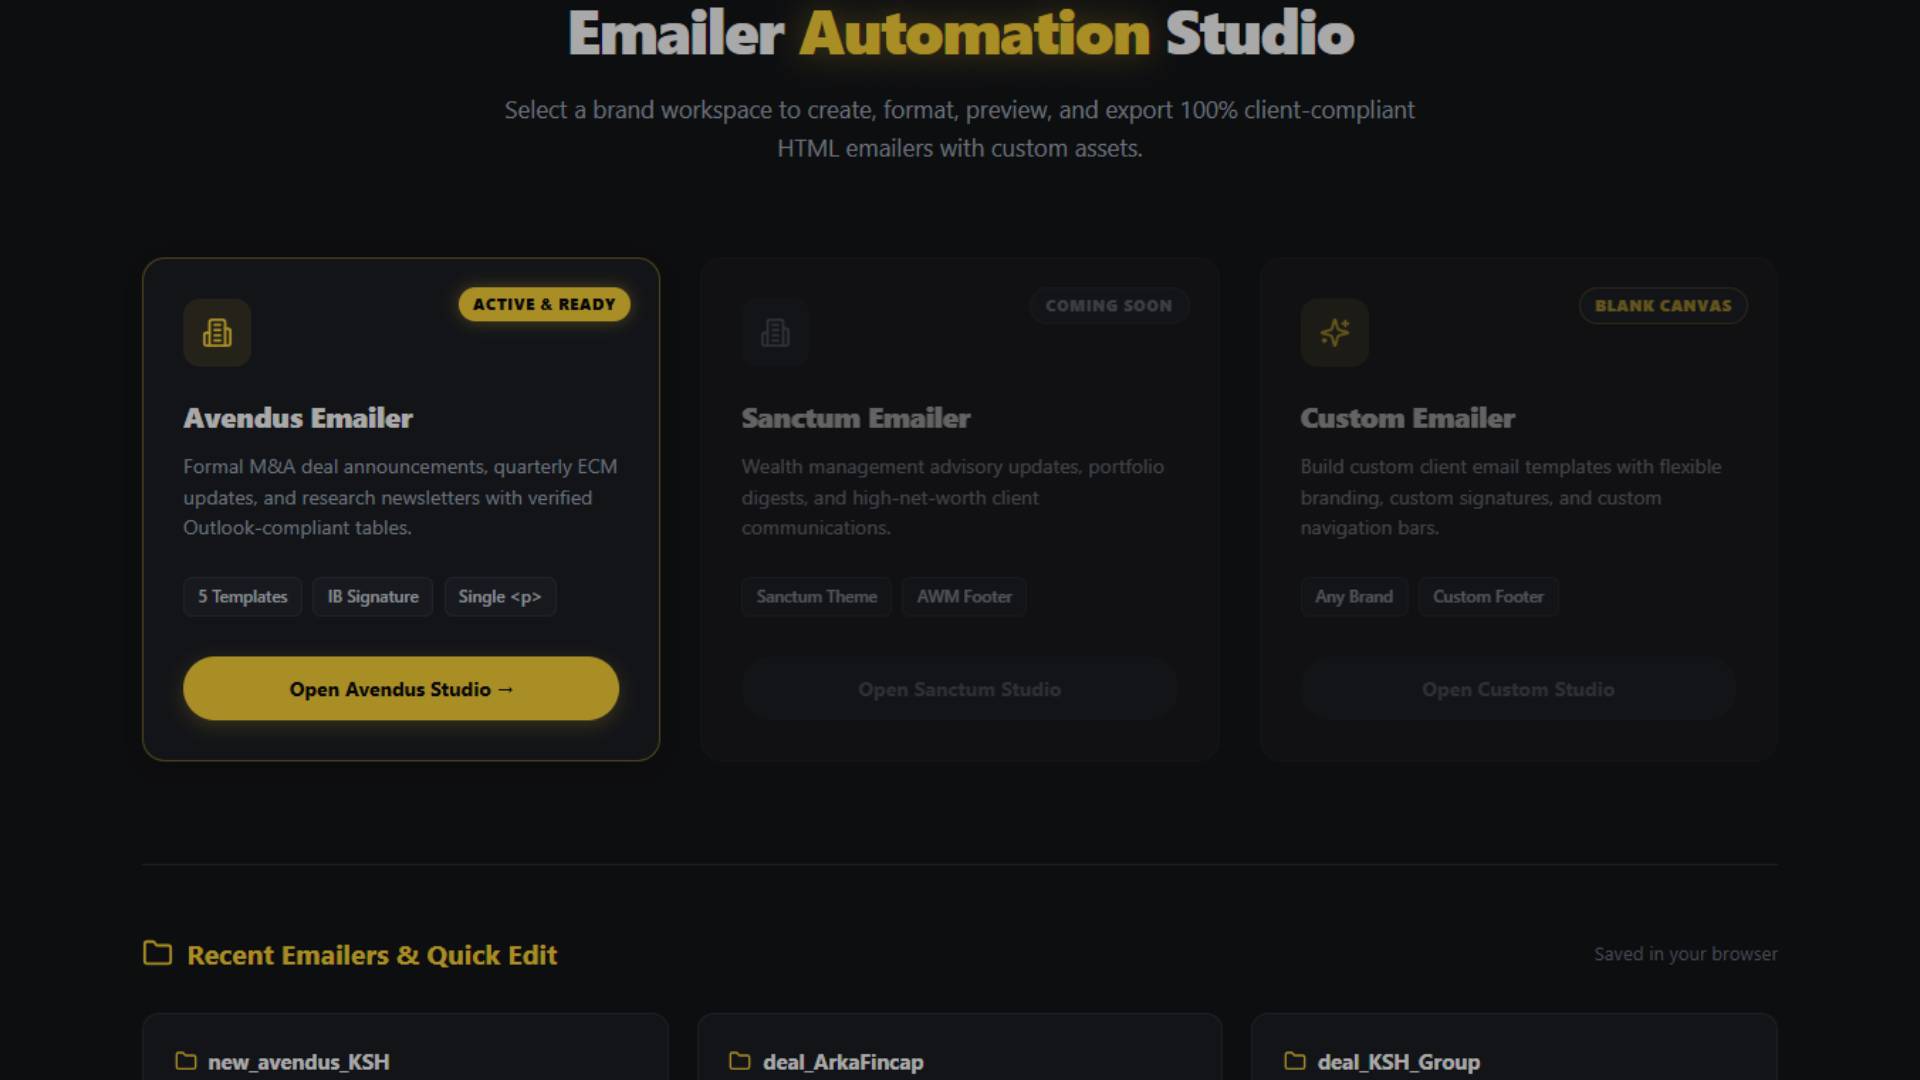 Emailer Automation Studio
Select a brand workspace to create, format, preview, and export 100% client-compliant
HTML emailers with custom assets.
ACTIVE & READY
Avendus Emailer
Formal M&A deal announcements, quarterly ECM
updates, and research newsletters with verified
Outlook-compliant tables.
5 Templates
IB Signature
Single <p>
Open Avendus Studio →
COMING SOON
Sanctum Emailer
Wealth management advisory updates, portfolio
digests, and high-net-worth client
communications.
Sanctum Theme
AWM Footer
Open Sanctum Studio
BLANK CANVAS
Custom Emailer
Build custom client email templates with flexible
branding, custom signatures, and custom
navigation bars.
Any Brand
Custom Footer
Open Custom Studio
Recent Emailers & Quick Edit
Saved in your browser
new_avendus_KSH
deal_ArkaFincap
deal_KSH_Group